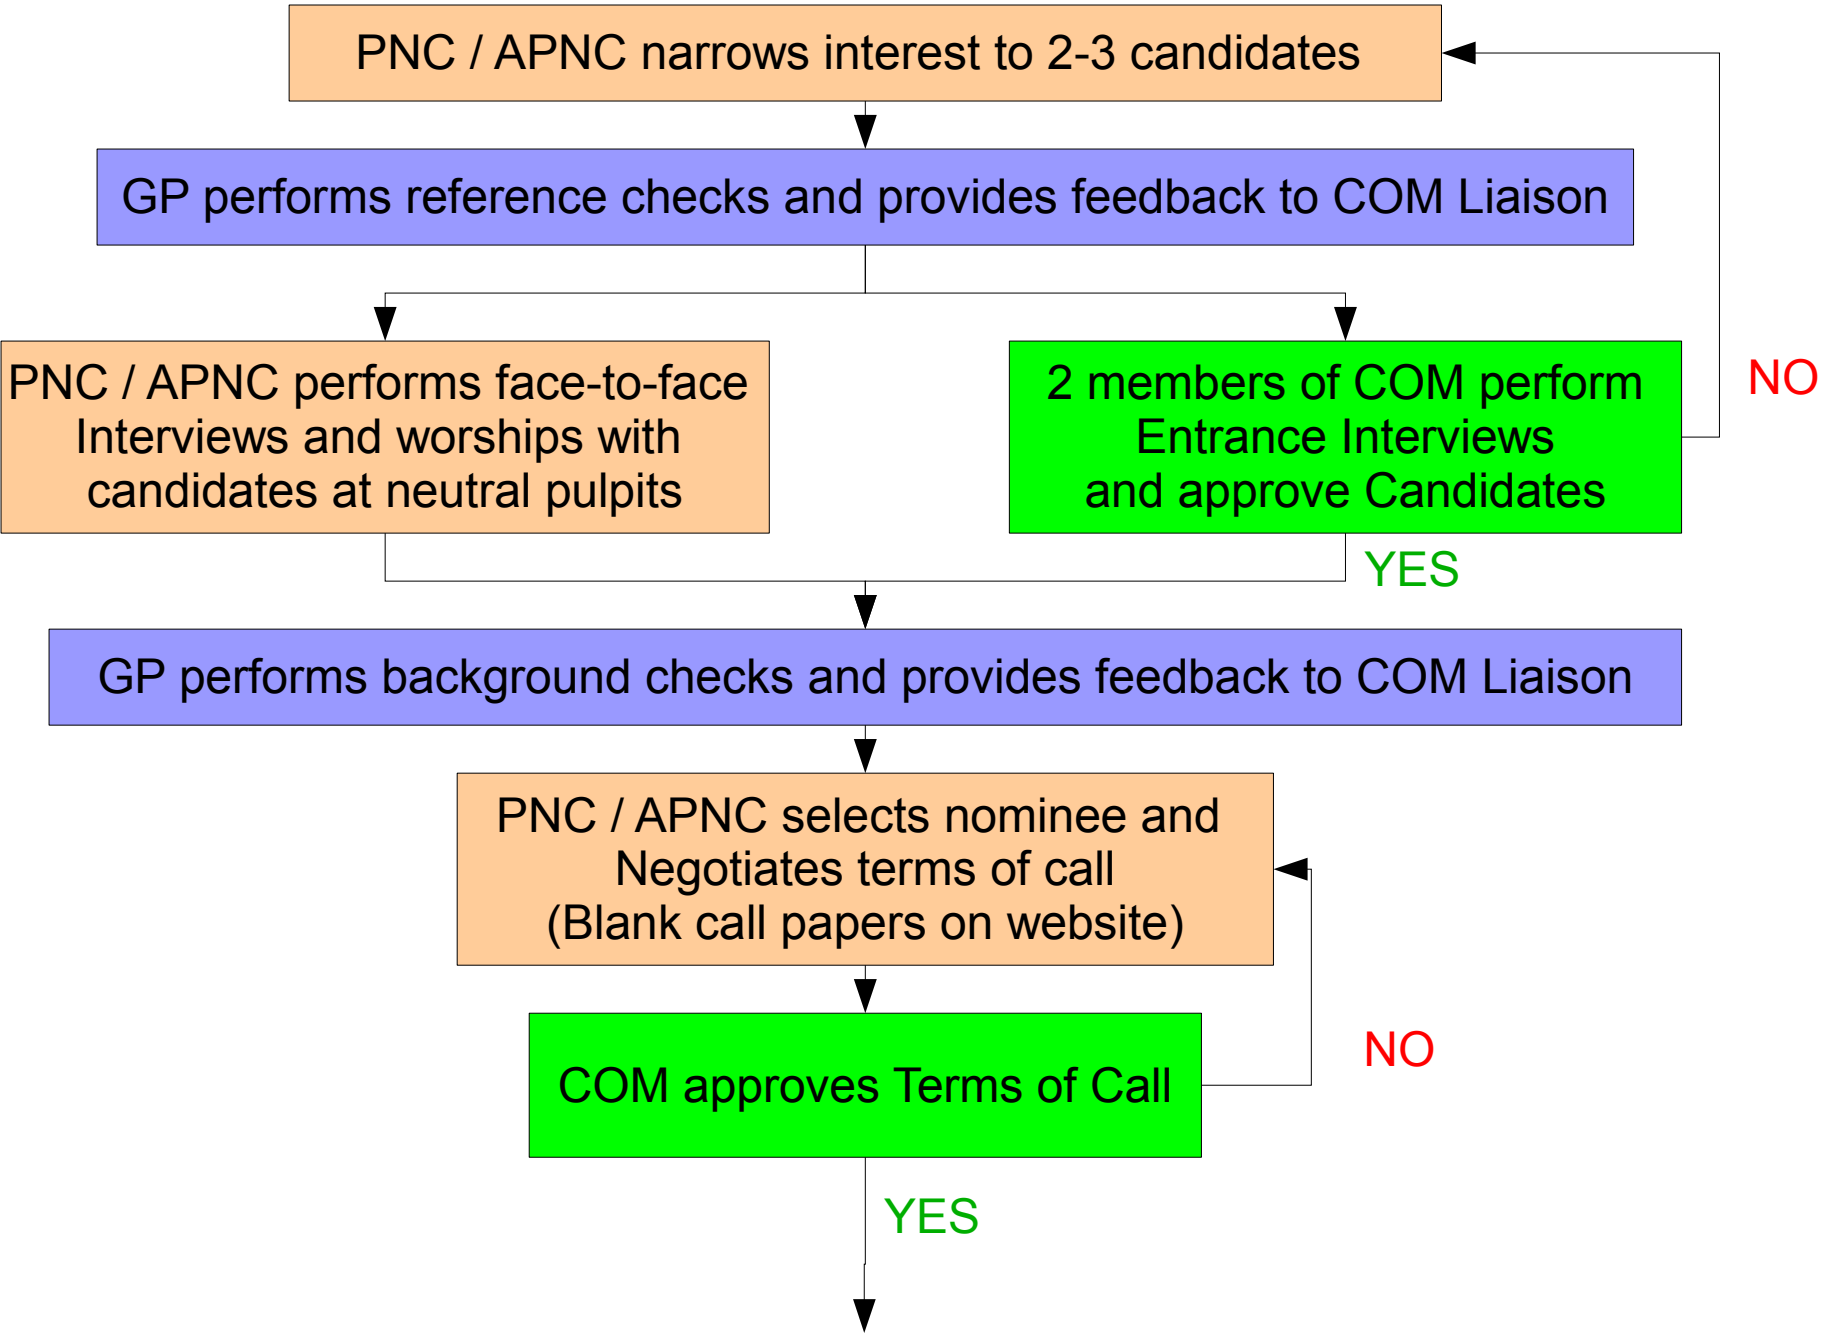 PNC / APNC narrows interest to 2-3 candidates
GP performs reference checks and provides feedback to COM Liaison
PNC / APNC performs face-to-face
Interviews and worships with
candidates at neutral pulpits
2 members of COM perform
Entrance Interviews
and approve Candidates
NO
YES
GP performs background checks and provides feedback to COM Liaison
PNC / APNC selects nominee and
Negotiates terms of call
(Blank call papers on website)
COM approves Terms of Call
NO
YES